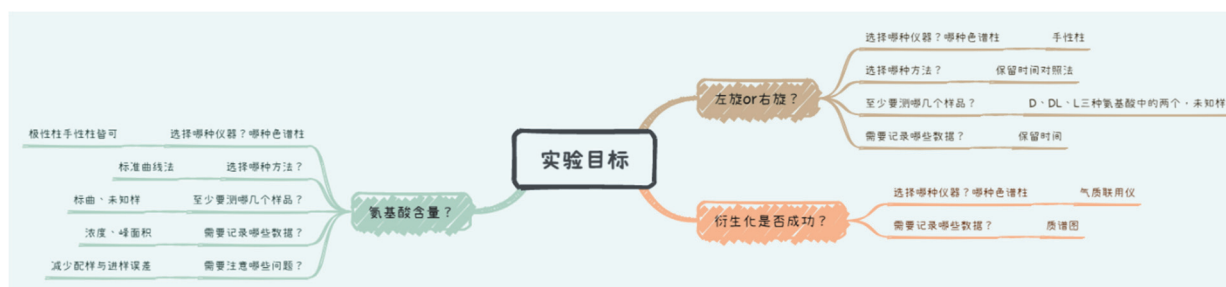 实验目标
左旋or右旋？
选择哪种仪器？哪种色谱柱 手性柱
选择哪种方法？ 保留时间对照法
至少要测哪几个样品？ D、DL、L三种氨基酸中的两个，未知样
需要记录哪些数据？ 保留时间
衍生化是否成功？
选择哪种仪器？哪种色谱柱 气质联用仪
需要记录哪些数据？ 质谱图
氨基酸含量？
极性柱手性柱皆可 选择哪种仪器？哪种色谱柱
标准曲线法 选择哪种方法？
标曲、未知样 至少要测哪几个样品？
浓度、峰面积 需要记录哪些数据？
减少配样与进样误差 需要注意哪些问题？